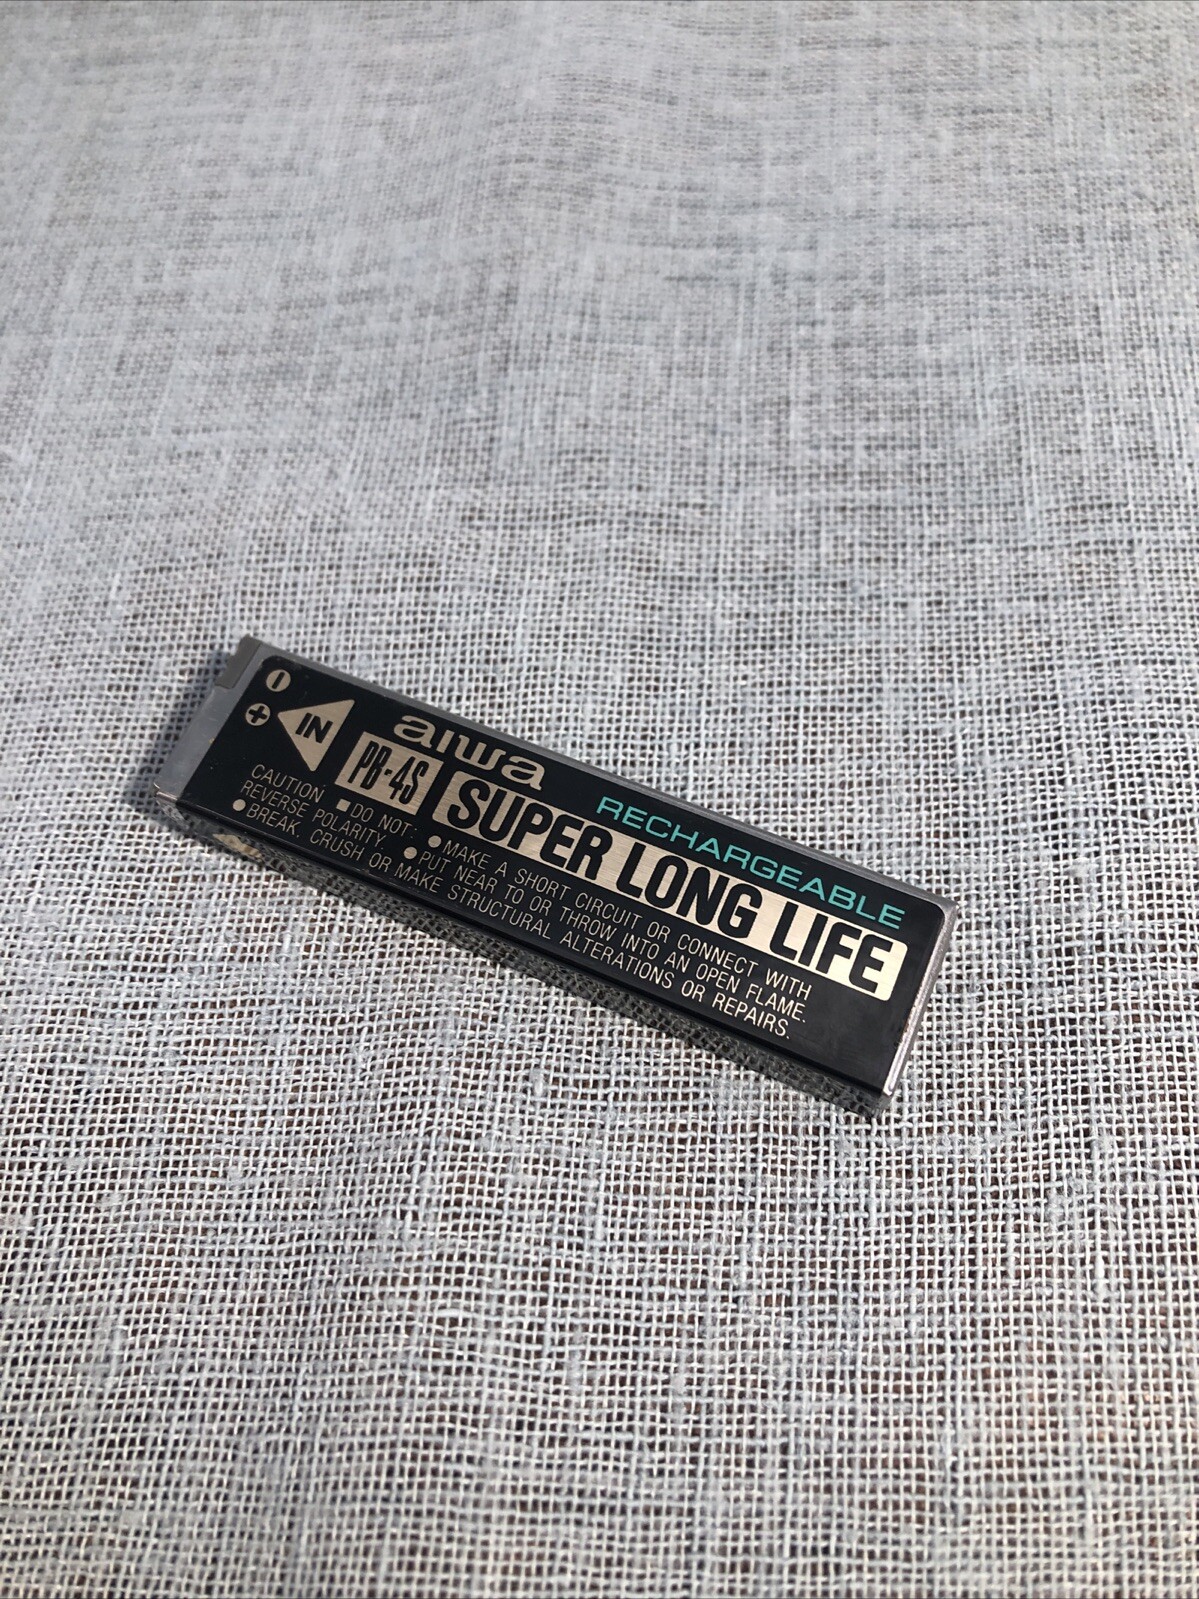 IN
aiwa
RECHARGEABLE
PB-4S SUPER LONG LIFE
CAUTION ■DO NOT: ●MAKE A SHORT CIRCUIT OR CONNECT WITH
REVERSE POLARITY. ●PUT NEAR TO OR THROW INTO AN OPEN FLAME.
●BREAK, CRUSH OR MAKE STRUCTURAL ALTERATIONS OR REPAIRS.